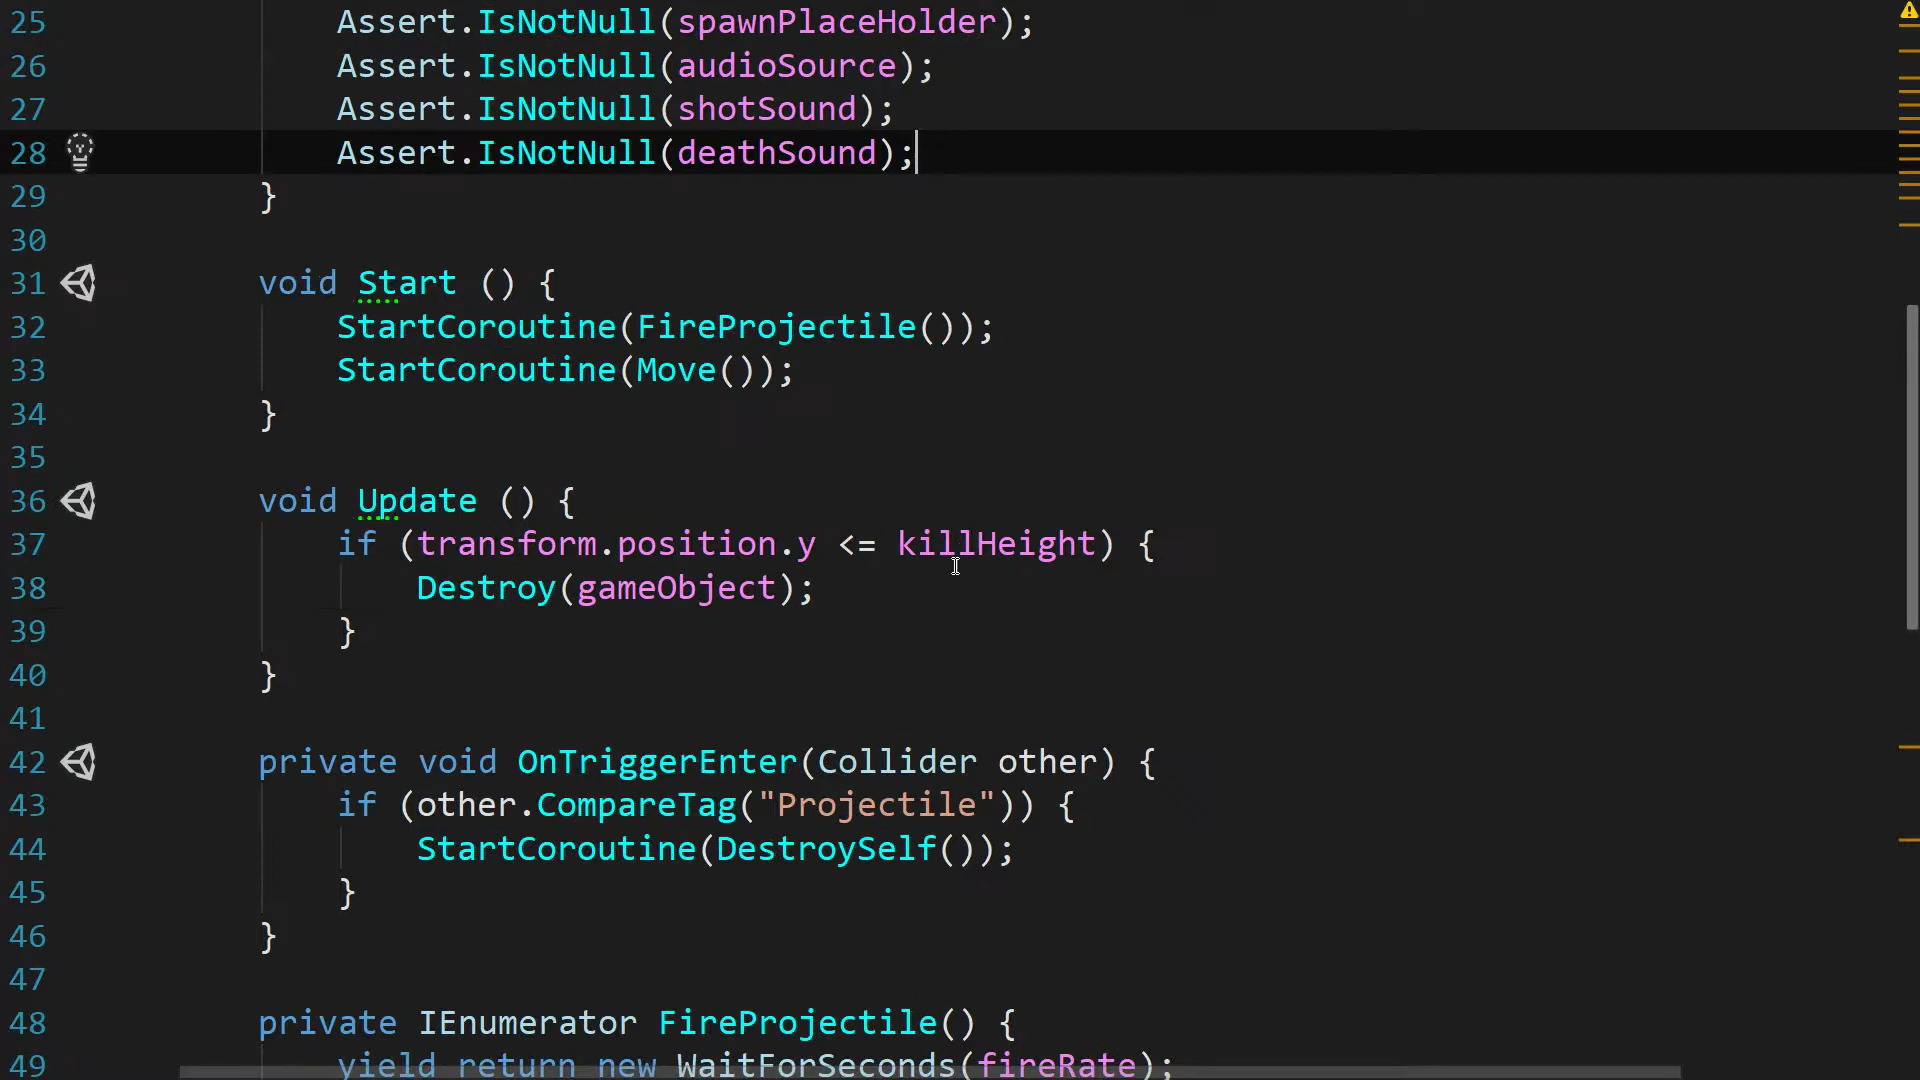 25 Assert.IsNotNull(spawnPlaceHolder);
26 Assert.IsNotNull(audioSource);
27 Assert.IsNotNull(shotSound);
28 Assert.IsNotNull(deathSound);
29 }
30
31 void Start () {
32 StartCoroutine(FireProjectile());
33 StartCoroutine(Move());
34 }
35
36 void Update () {
37 if (transform.position.y <= killHeight) {
38 Destroy(gameObject);
39 }
40 }
41
42 private void OnTriggerEnter(Collider other) {
43 if (other.CompareTag("Projectile")) {
44 StartCoroutine(DestroySelf());
45 }
46 }
47
48 private IEnumerator FireProjectile() {
49 yield return new WaitForSeconds(fireRate);